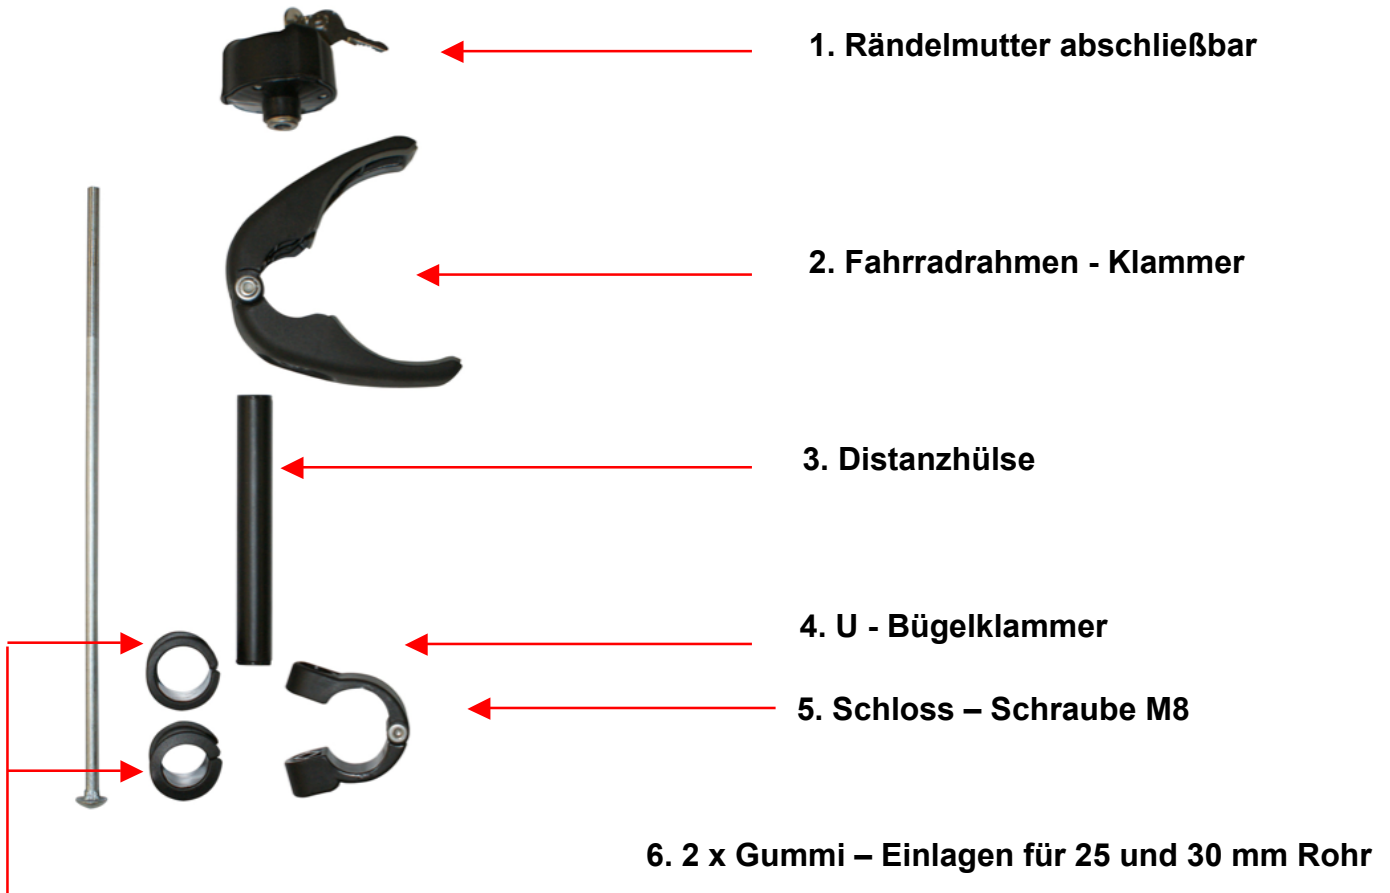 1. Rändelmutter abschließbar
2. Fahrradrahmen - Klammer
3. Distanzhülse
4. U - Bügelklammer
5. Schloss – Schraube M8
6. 2 x Gummi – Einlagen für 25 und 30 mm Rohr